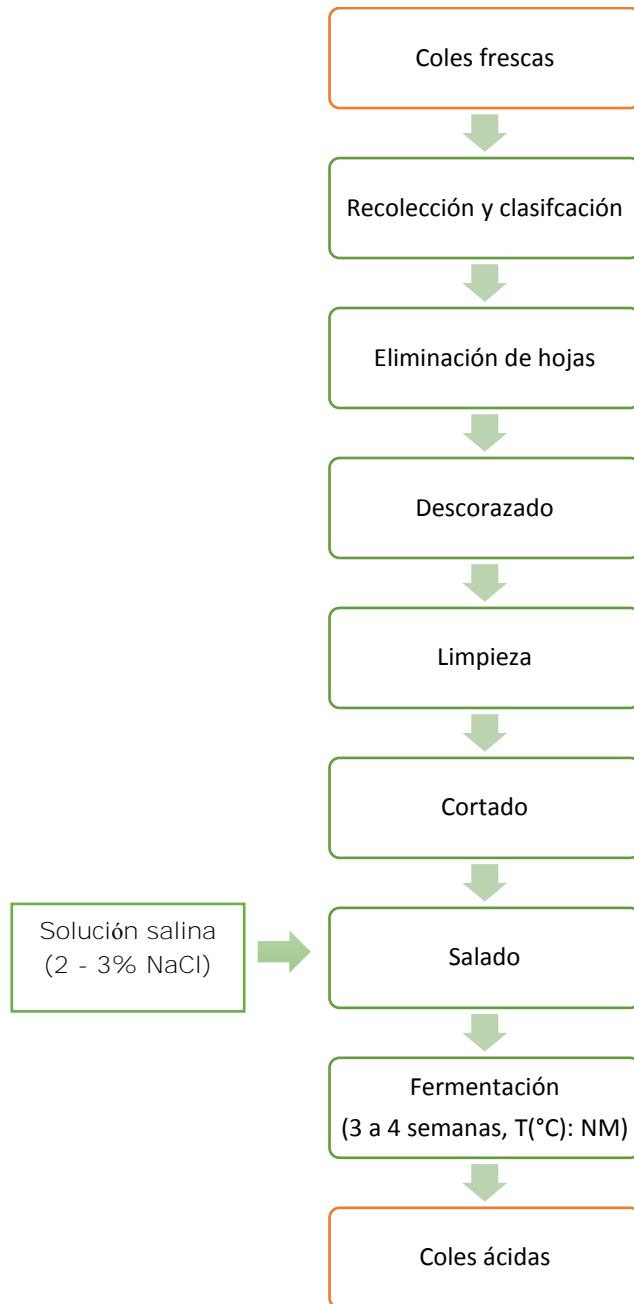 Coles frescas
Recolección y clasifcación
Eliminación de hojas
Descorazado
Limpieza
Cortado
Solución salina
(2 - 3% NaCl)
Salado
Fermentación
(3 a 4 semanas, T(°C): NM)
Coles ácidas